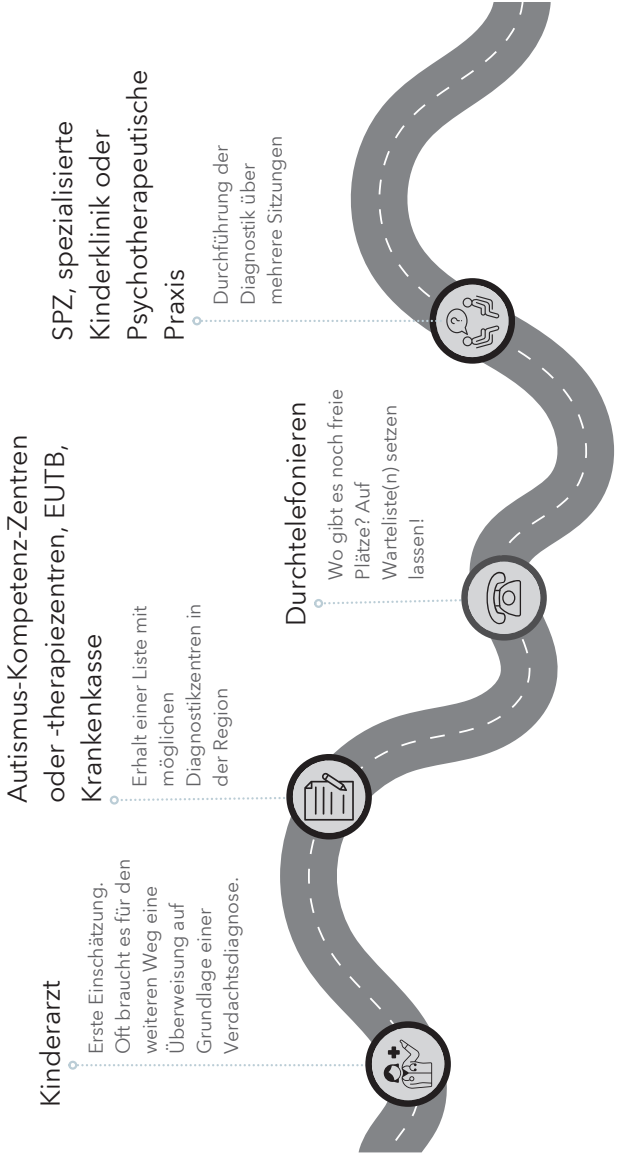 Kinderarzt
Erste Einschätzung.
Oft braucht es für den
weiteren Weg eine
Überweisung auf
Grundlage einer
Verdachtsdiagnose.
Autismus-Kompetenz-Zentren
oder -therapiezentren, EUTB,
Krankenkasse
Erhalt einer Liste mit
möglichen
Diagnostikzentren in
der Region
Durchtelefonieren
Wo gibt es noch freie
Plätze? Auf
Warteliste(n) setzen
lassen!
SPZ, spezialisierte
Kinderklinik oder
Psychotherapeutische
Praxis
Durchführung der
Diagnostik über
mehrere Sitzungen
?